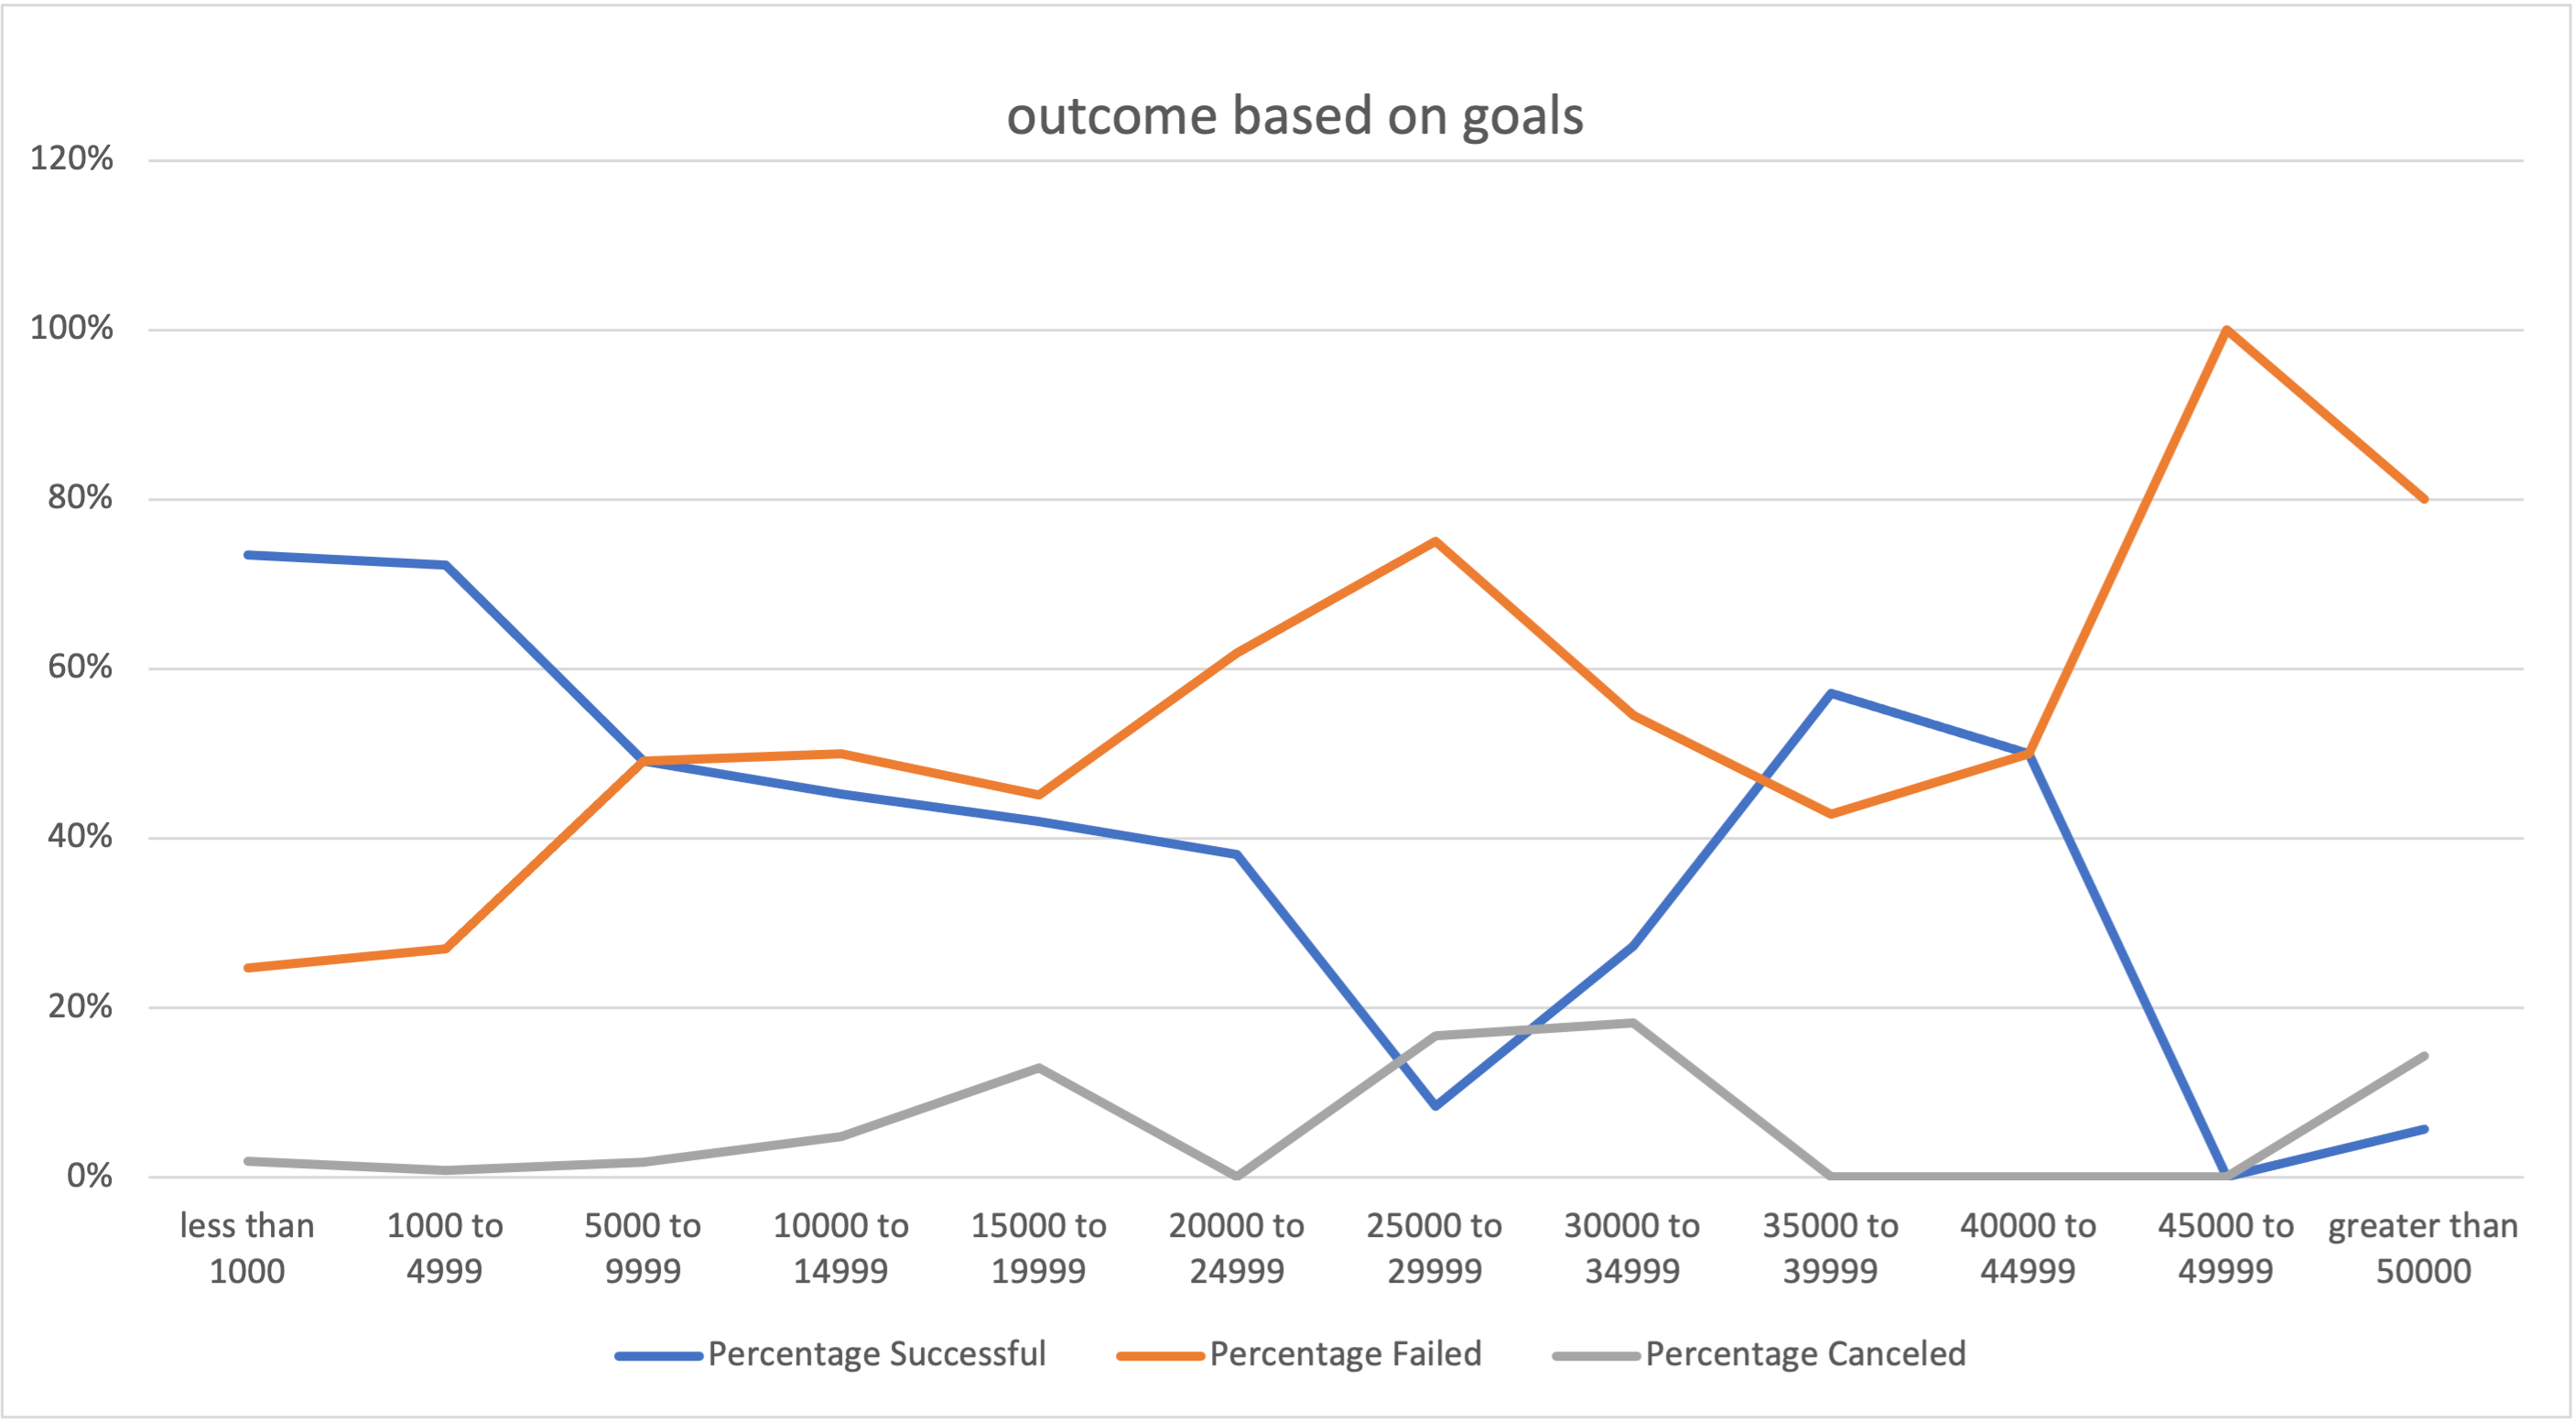 outcome based on goals
120%
100%
80%
60%
40%
20%
0%
less than 1000
1000 to 4999
5000 to 9999
10000 to 14999
15000 to 19999
20000 to 24999
25000 to 29999
30000 to 34999
35000 to 39999
40000 to 44999
45000 to 49999
greater than 50000
Percentage Successful Percentage Failed Percentage Canceled